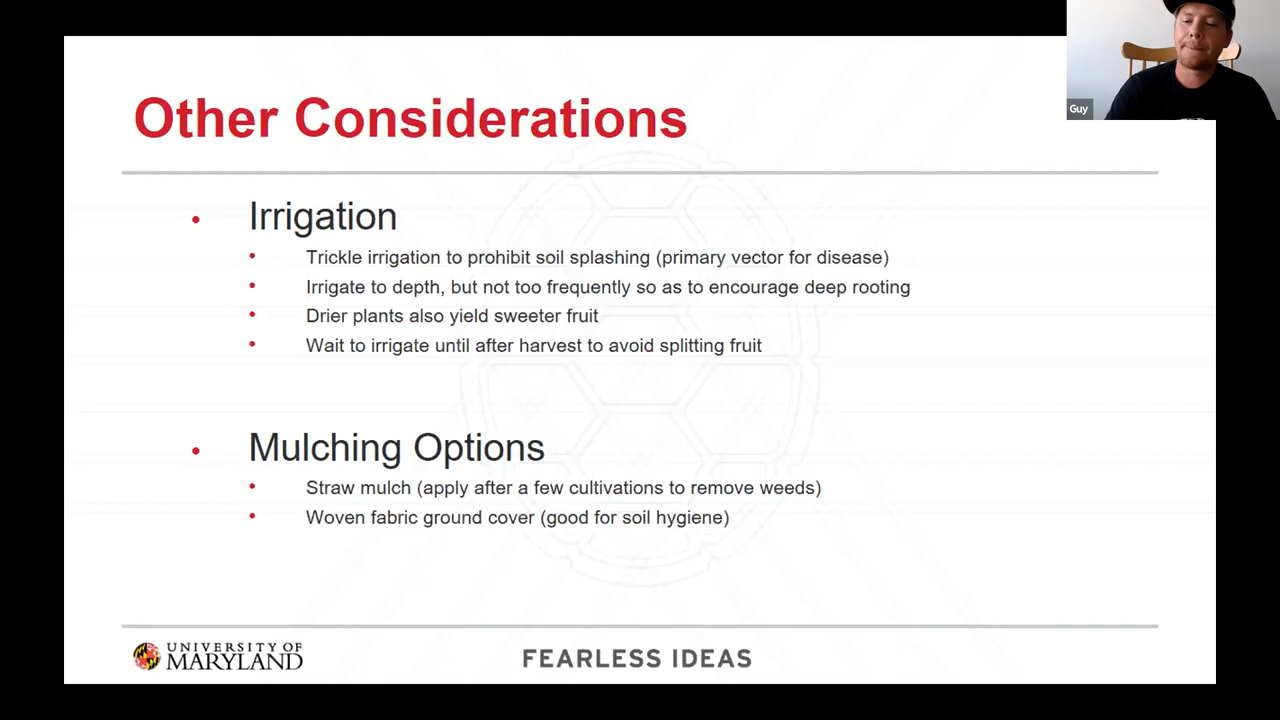 Other Considerations
Guy
• Irrigation
• Trickle irrigation to prohibit soil splashing (primary vector for disease)
• Irrigate to depth, but not too frequently so as to encourage deep rooting
• Drier plants also yield sweeter fruit
• Wait to irrigate until after harvest to avoid splitting fruit
• Mulching Options
• Straw mulch (apply after a few cultivations to remove weeds)
• Woven fabric ground cover (good for soil hygiene)
UNIVERSITY OF
MARYLAND
FEARLESS IDEAS